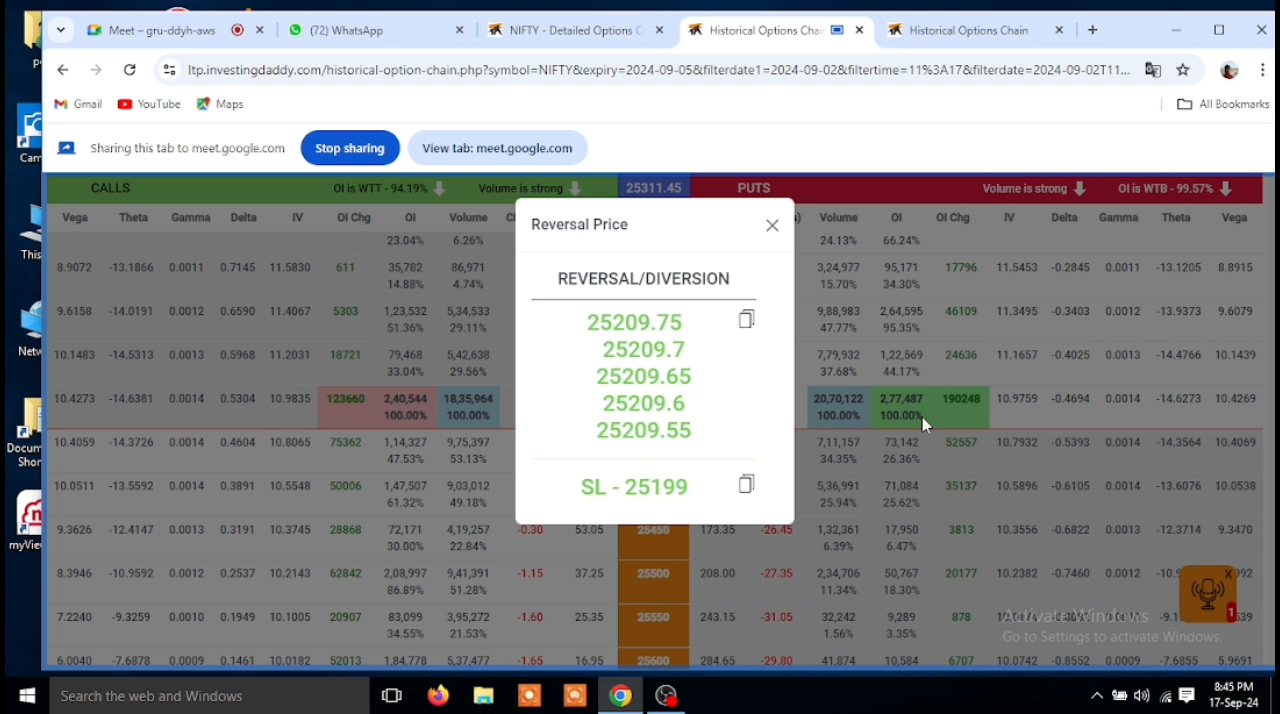 Meet – gru-ddyh-aws
(72) WhatsApp
NIFTY - Detailed Options C
Historical Options Chai
Historical Options Chain
ltp.investingdaddy.com/historical-option-chain.php?symbol=NIFTY&expiry=2024-09-05&filterdate1=2024-09-02&filtertime=11%3A17&filterdate=2024-09-02T11...
Gmail YouTube Maps All Bookmarks
Sharing this tab to meet.google.com Stop sharing View tab: meet.google.com
CALLS OI is WTT - 94.19% Volume is strong 25311.45 PUTS Volume is strong OI is WTB - 99.57%
Vega Theta Gamma Delta IV OI Chg OI Volume Volume OI OI Chg IV Delta Gamma Theta Vega
23.04% 6.26% 24.13% 66.24%
8.9072 -13.1866 0.0011 0.7145 11.5830 611 35,782 86,971 3,24,977 95,171 17796 11.5453 -0.2845 0.0011 -13.1205 8.8915
14.88% 4.74% 15.70% 34.30%
9.6158 -14.0191 0.0012 0.6590 11.4067 5303 1,23,532 5,34,533 9,88,983 2,64,595 46109 11.3495 -0.3403 0.0012 -13.9373 9.6079
51.36% 29.11% 47.77% 95.35%
10.1483 -14.5313 0.0013 0.5968 11.2031 18721 79,468 5,42,638 7,79,932 1,22,569 24636 11.1657 -0.4025 0.0013 -14.4766 10.1439
33.04% 29.56% 37.68% 44.17%
10.4273 -14.6381 0.0014 0.5304 10.9835 123660 2,40,544 18,35,964 20,70,122 2,77,487 190248 10.9759 -0.4694 0.0014 -14.6273 10.4269
100.00% 100.00% 100.00% 100.00%
10.4059 -14.3726 0.0014 0.4604 10.8065 75362 1,14,327 9,75,397 7,11,157 73,142 52557 10.7932 -0.5393 0.0014 -14.3564 10.4069
47.53% 53.13% 34.35% 26.36%
10.0511 -13.5592 0.0014 0.3891 10.5548 50006 1,47,507 9,03,012 5,36,991 71,084 35137 10.5896 -0.6106 0.0014 -13.6076 10.0538
61.32% 49.18% 25.94% 25.62%
9.3626 -12.4147 0.0013 0.3191 10.3745 28868 72,171 4,19,257 -0.30 53.05 25450 173.35 -26.45 1,32,361 17,950 3813 10.3556 -0.6822 0.0013 -12.3714 9.3470
30.00% 22.84% 6.39% 6.47%
8.3946 -10.9592 0.0012 0.2537 10.2143 62842 2,08,997 9,41,391 -1.15 37.25 25500 208.00 -27.35 2,34,706 50,767 20177 10.2382 -0.7460 0.0012
86.89% 51.28% 11.34% 18.30%
7.2240 -9.3259 0.0010 0.1949 10.1005 20907 83,099 3,95,252 -1.60 25.35 25550 243.15 -31.05 32,242 9,289 878
34.55% 21.53% 1.56% 3.35%
6.0040 -7.6878 0.0009 0.1461 10.0182 52013 1,84,778 5,37,477 -1.65 16.95 25600 284.65 -29.80 41,874 10,584 6707 10.0742 -0.8552 0.0009 -7.6855 5.9691
Reversal Price
REVERSAL/DIVERSION
25209.75
25209.7
25209.65
25209.6
25209.55
SL - 25199
Activate Windows
Go to Settings to activate Windows.
1
Search the web and Windows
8:45 PM
17-Sep-24